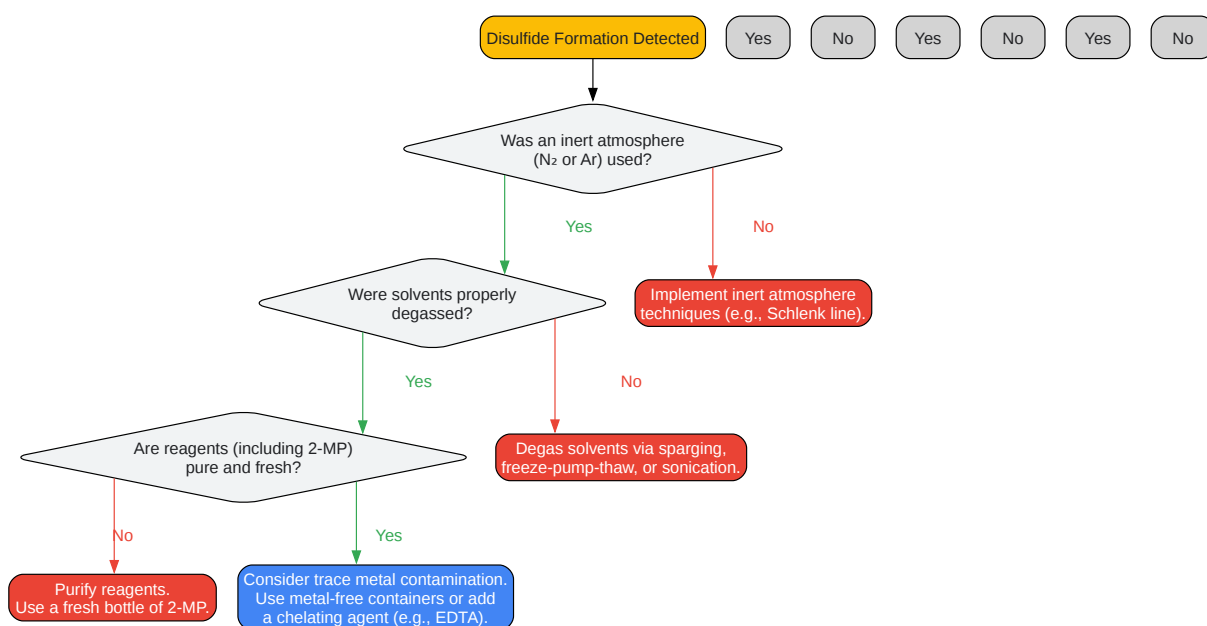 Disulfide Formation Detected
Yes
No
Yes
No
Yes
No
Was an inert atmosphere
(N₂ or Ar) used?
Yes
No
Were solvents properly
degassed?
Implement inert atmosphere
techniques (e.g., Schlenk line).
Yes
No
Are reagents (including 2-MP)
pure and fresh?
Degas solvents via sparging,
freeze-pump-thaw, or sonication.
No
Yes
Purify reagents.
Use a fresh bottle of 2-MP.
Consider trace metal contamination.
Use metal-free containers or add
a chelating agent (e.g., EDTA).